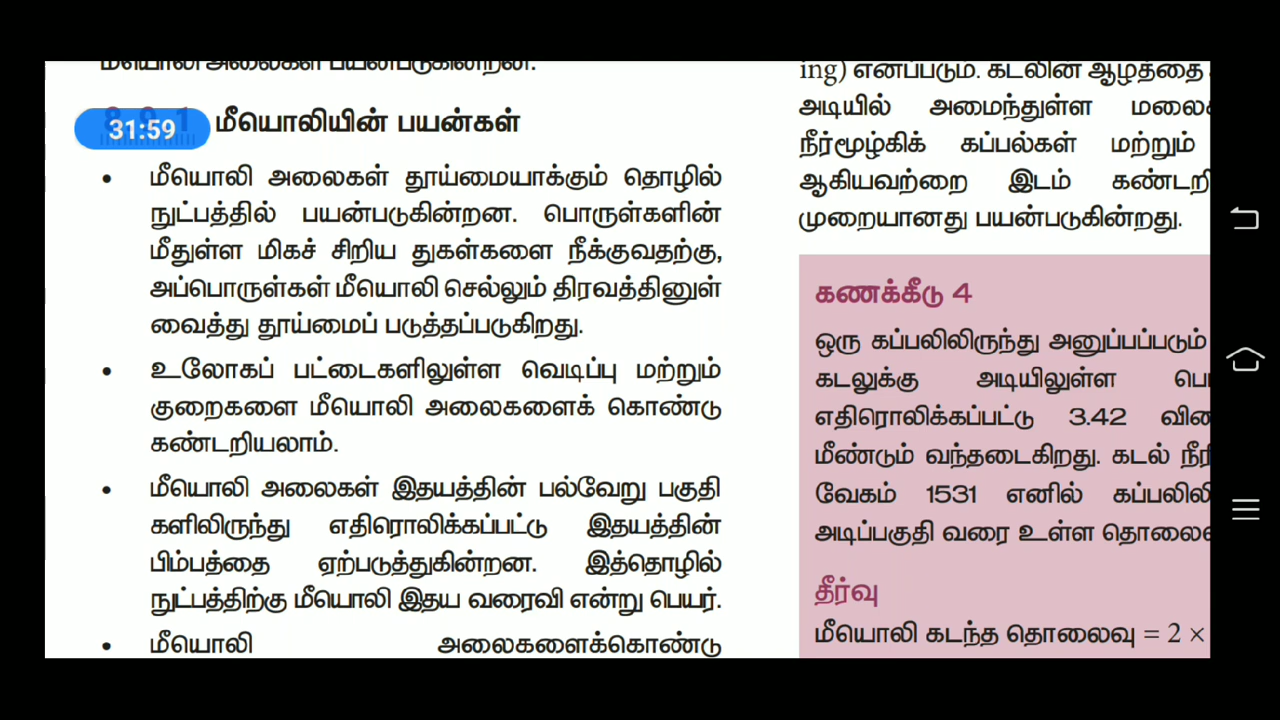 மீயொலி அலைகள் பயன்படுகின்றன.
31:59 மீயொலியின் பயன்கள்
• மீயொலி அலைகள் தூய்மையாக்கும் தொழில்
நுட்பத்தில் பயன்படுகின்றன. பொருள்களின்
மீதுள்ள மிகச் சிறிய துகள்களை நீக்குவதற்கு,
அப்பொருள்கள் மீயொலி செல்லும் திரவத்தினுள்
வைத்து தூய்மைப் படுத்தப்படுகிறது.
• உலோகப் பட்டைகளிலுள்ள வெடிப்பு மற்றும்
குறைகளை மீயொலி அலைகளைக் கொண்டு
கண்டறியலாம்.
• மீயொலி அலைகள் இதயத்தின் பல்வேறு பகுதி
களிலிருந்து எதிரொலிக்கப்பட்டு இதயத்தின்
பிம்பத்தை ஏற்படுத்துகின்றன. இத்தொழில்
நுட்பத்திற்கு மீயொலி இதய வரைவி என்று பெயர்.
• மீயொலி அலைகளைக்கொண்டு
ing) எனப்படும். கடலின் ஆழத்தை
அடியில் அமைந்துள்ள
நீர்மூழ்கிக் கப்பல்கள் மற்றும்
ஆகியவற்றை இடம்
முறையானது பயன்படுகின்றது.
கணக்கீடு 4
ஒரு கப்பலிலிருந்து அனுப்பப்படும்
கடலுக்கு அடியிலுள்ள
எதிரொலிக்கப்பட்டு 3.42
மீண்டும் வந்தடைகிறது. கடல்
வேகம் 1531 எனில்
அடிப்பகுதி வரை உள்ள
தீர்வு
மீயொலி கடந்த தொலைவு = 2 ×